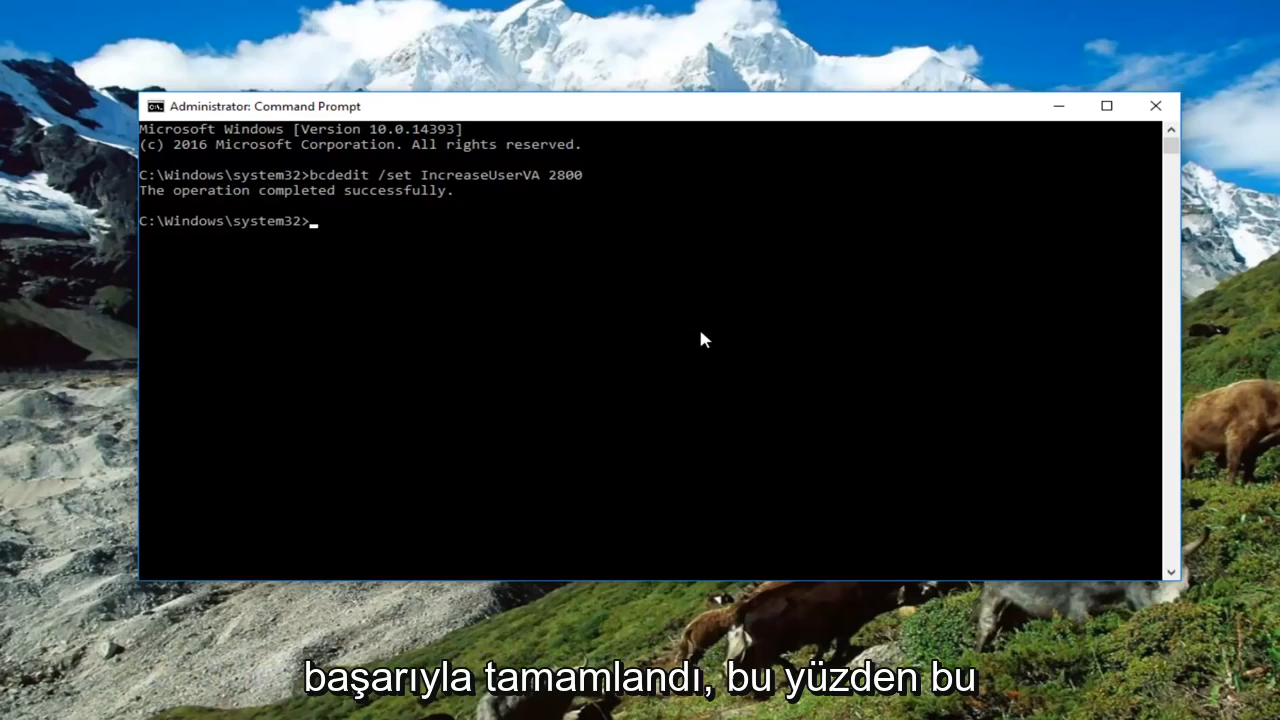 Administrator: Command Prompt
Microsoft Windows [Version 10.0.14393]
(c) 2016 Microsoft Corporation. All rights reserved.
C:\Windows\system32>bcdedit /set IncreaseUserVA 2800
The operation completed successfully.
C:\Windows\system32>
başarıyla tamamlandı, bu yüzden bu